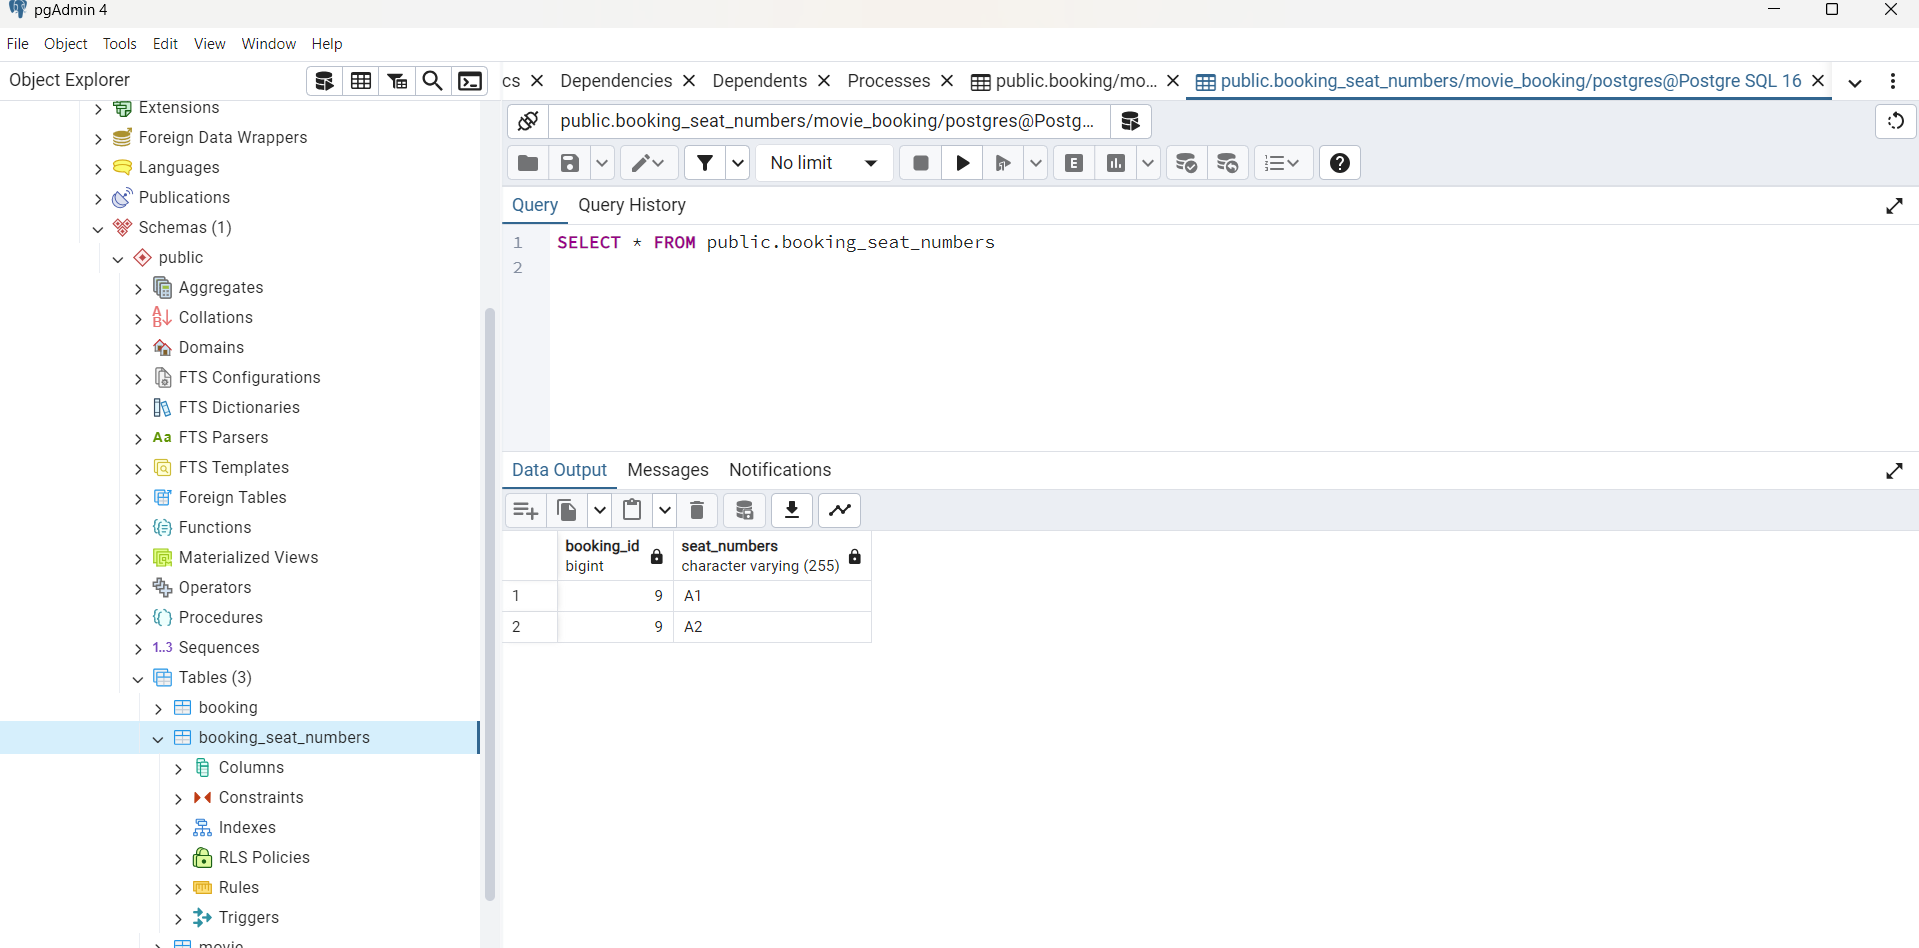 pgAdmin 4
File Object Tools Edit View Window Help
Object Explorer
cs Dependencies Dependents Processes public.booking/mo... public.booking_seat_numbers/movie_booking/postgres@Postgre SQL 16
public.booking_seat_numbers/movie_booking/postgres@Postg...
No limit
E
Query Query History
1 SELECT * FROM public.booking_seat_numbers
2
Extensions
Foreign Data Wrappers
Languages
Publications
Schemas (1)
public
Aggregates
Collations
Domains
FTS Configurations
FTS Dictionaries
Aa FTS Parsers
FTS Templates
Foreign Tables
Functions
Materialized Views
Operators
Procedures
1..3 Sequences
Tables (3)
booking
booking_seat_numbers
Columns
Constraints
Indexes
RLS Policies
Rules
Triggers
movie
Data Output Messages Notifications
booking_id seat_numbers
bigint character varying (255)
1 9 A1
2 9 A2